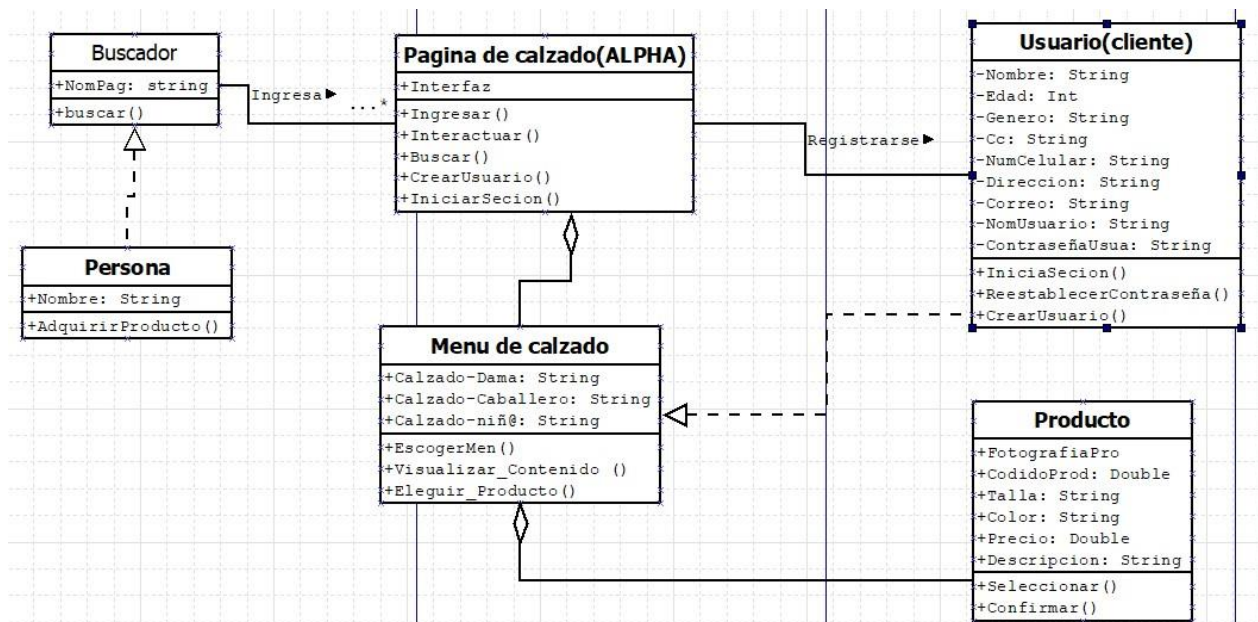 Buscador
+NomPag: string
+buscar()
Ingresa
...*
Pagina de calzado(ALPHA)
+Interfaz
+Ingresar()
+Interactuar()
+Buscar()
+CrearUsuario()
+IniciarSecion()
Registrarse
Usuario(cliente)
-Nombre: String
-Edad: Int
-Genero: String
-Cc: String
-NumCelular: String
-Direccion: String
-Correo: String
-NomUsuario: String
-ContraseñaUsua: String
+IniciaSecion()
+ReestablecerContraseña()
+CrearUsuario()
Persona
+Nombre: String
+AdquirirProducto()
Menu de calzado
+Calzado-Dama: String
+Calzado-Caballero: String
+Calzado-niñ@: String
+EscogerMen()
+Visualizar_Contenido ()
+Eleguir_Producto()
Producto
+FotografiaPro
+CodidoProd: Double
+Talla: String
+Color: String
+Precio: Double
+Descripcion: String
+Seleccionar()
+Confirmar()